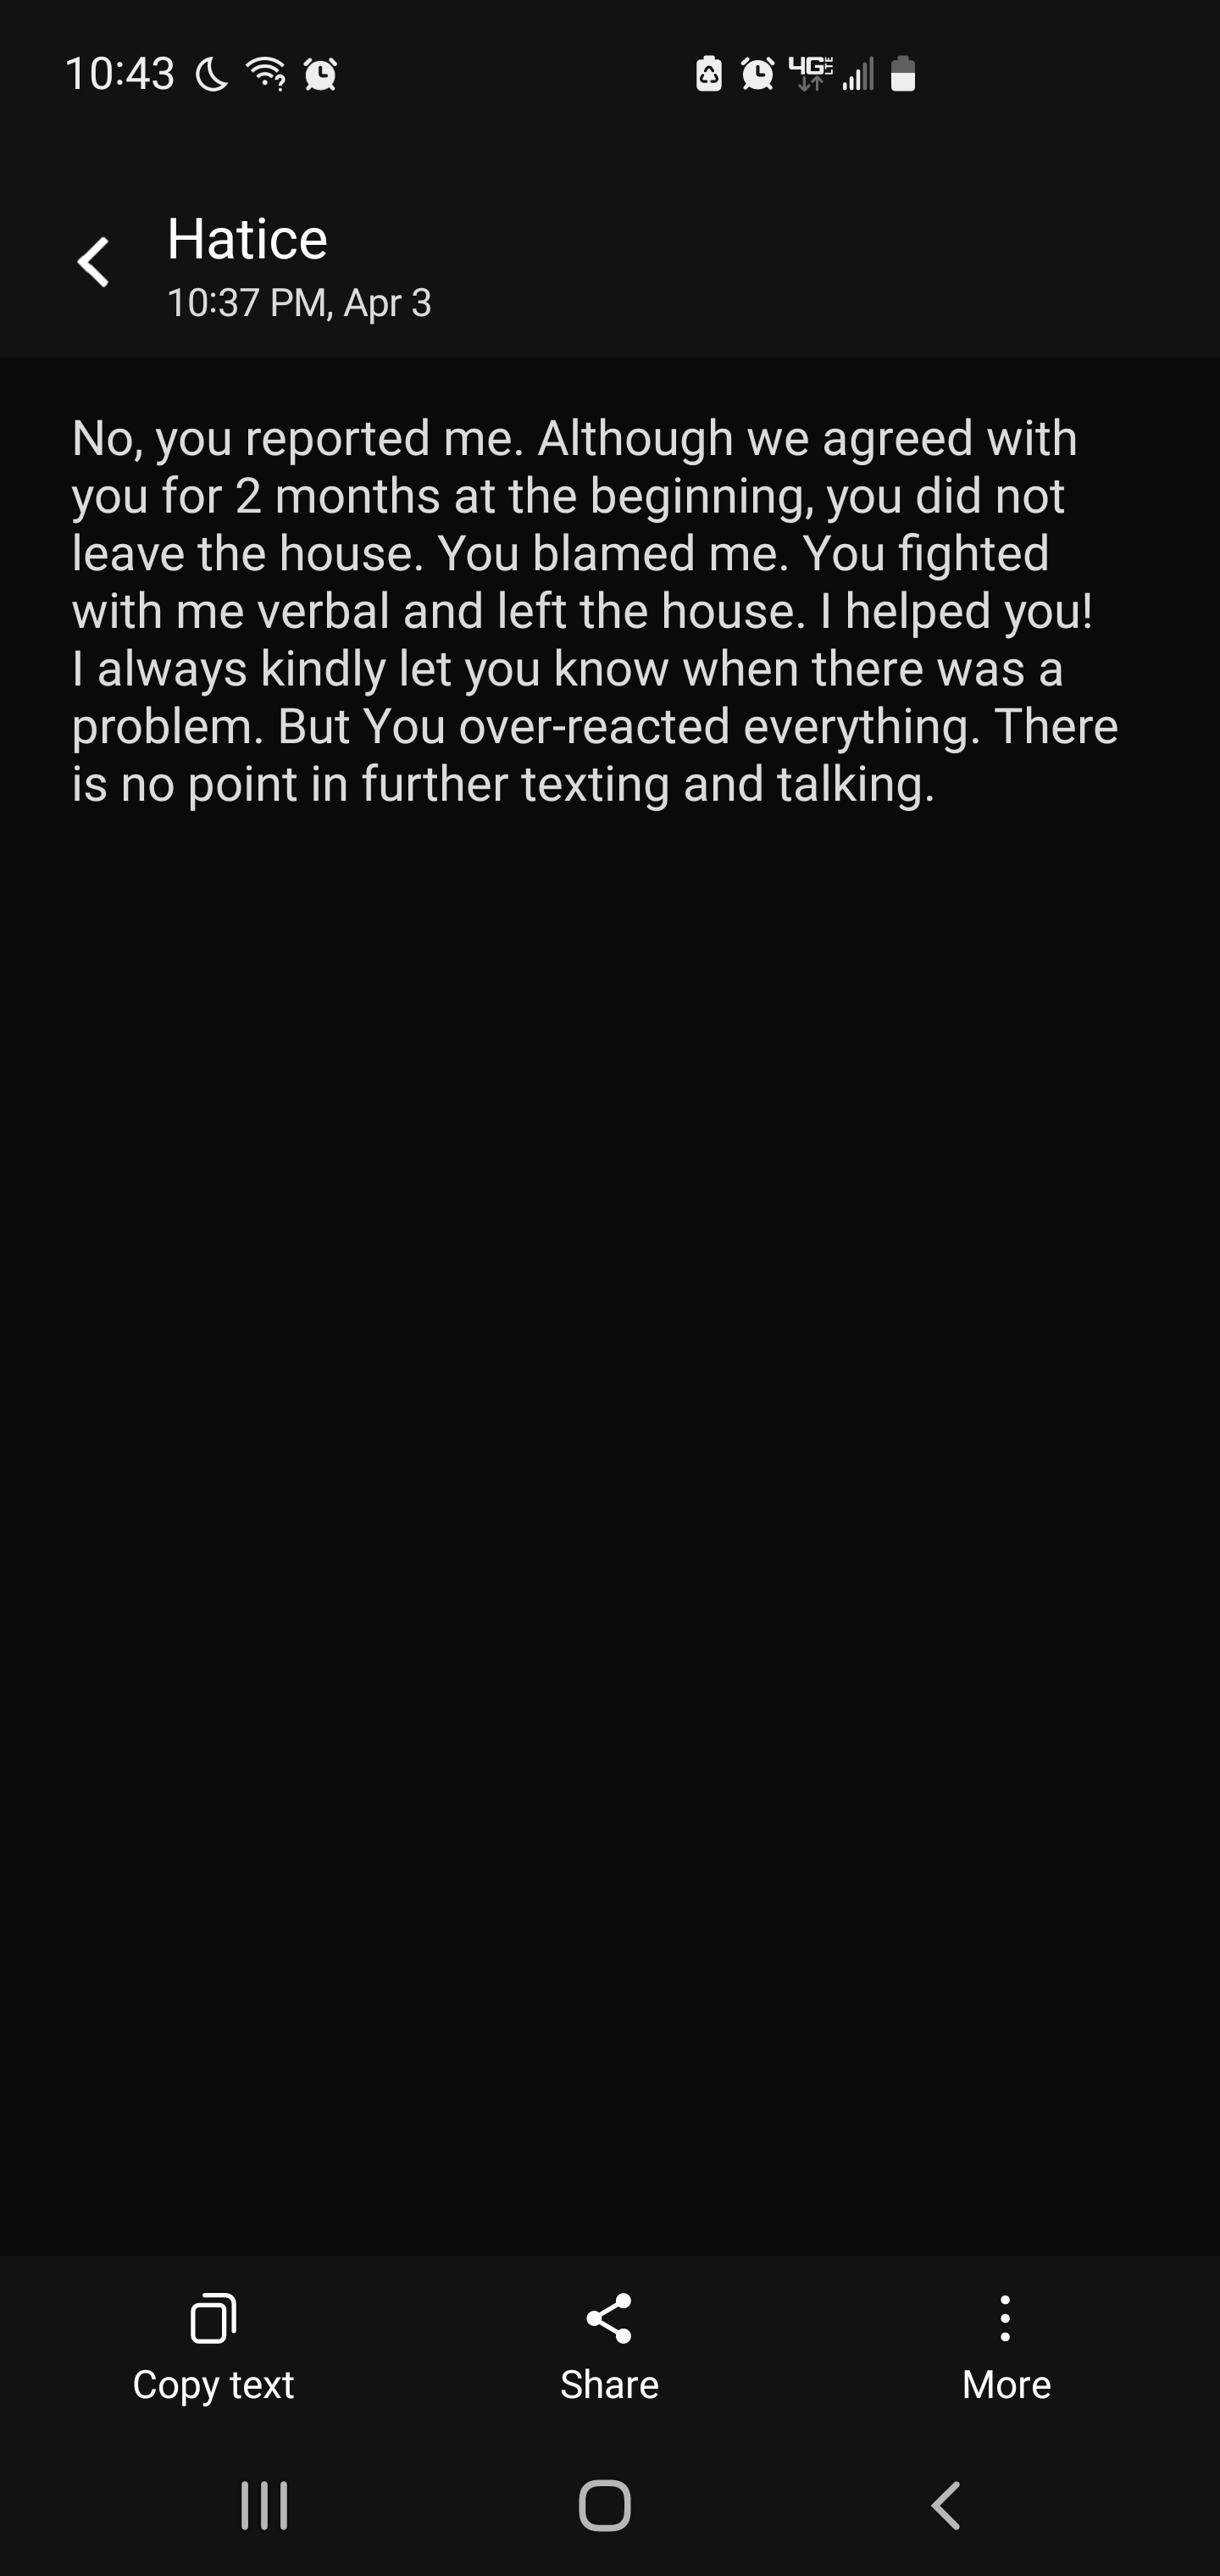 10:43 4G LTE
Hatice
10:37 PM, Apr 3
No, you reported me. Although we agreed with
you for 2 months at the beginning, you did not
leave the house. You blamed me. You fighted
with me verbal and left the house. I helped you!
I always kindly let you know when there was a
problem. But You over-reacted everything. There
is no point in further texting and talking.
Copy text Share More